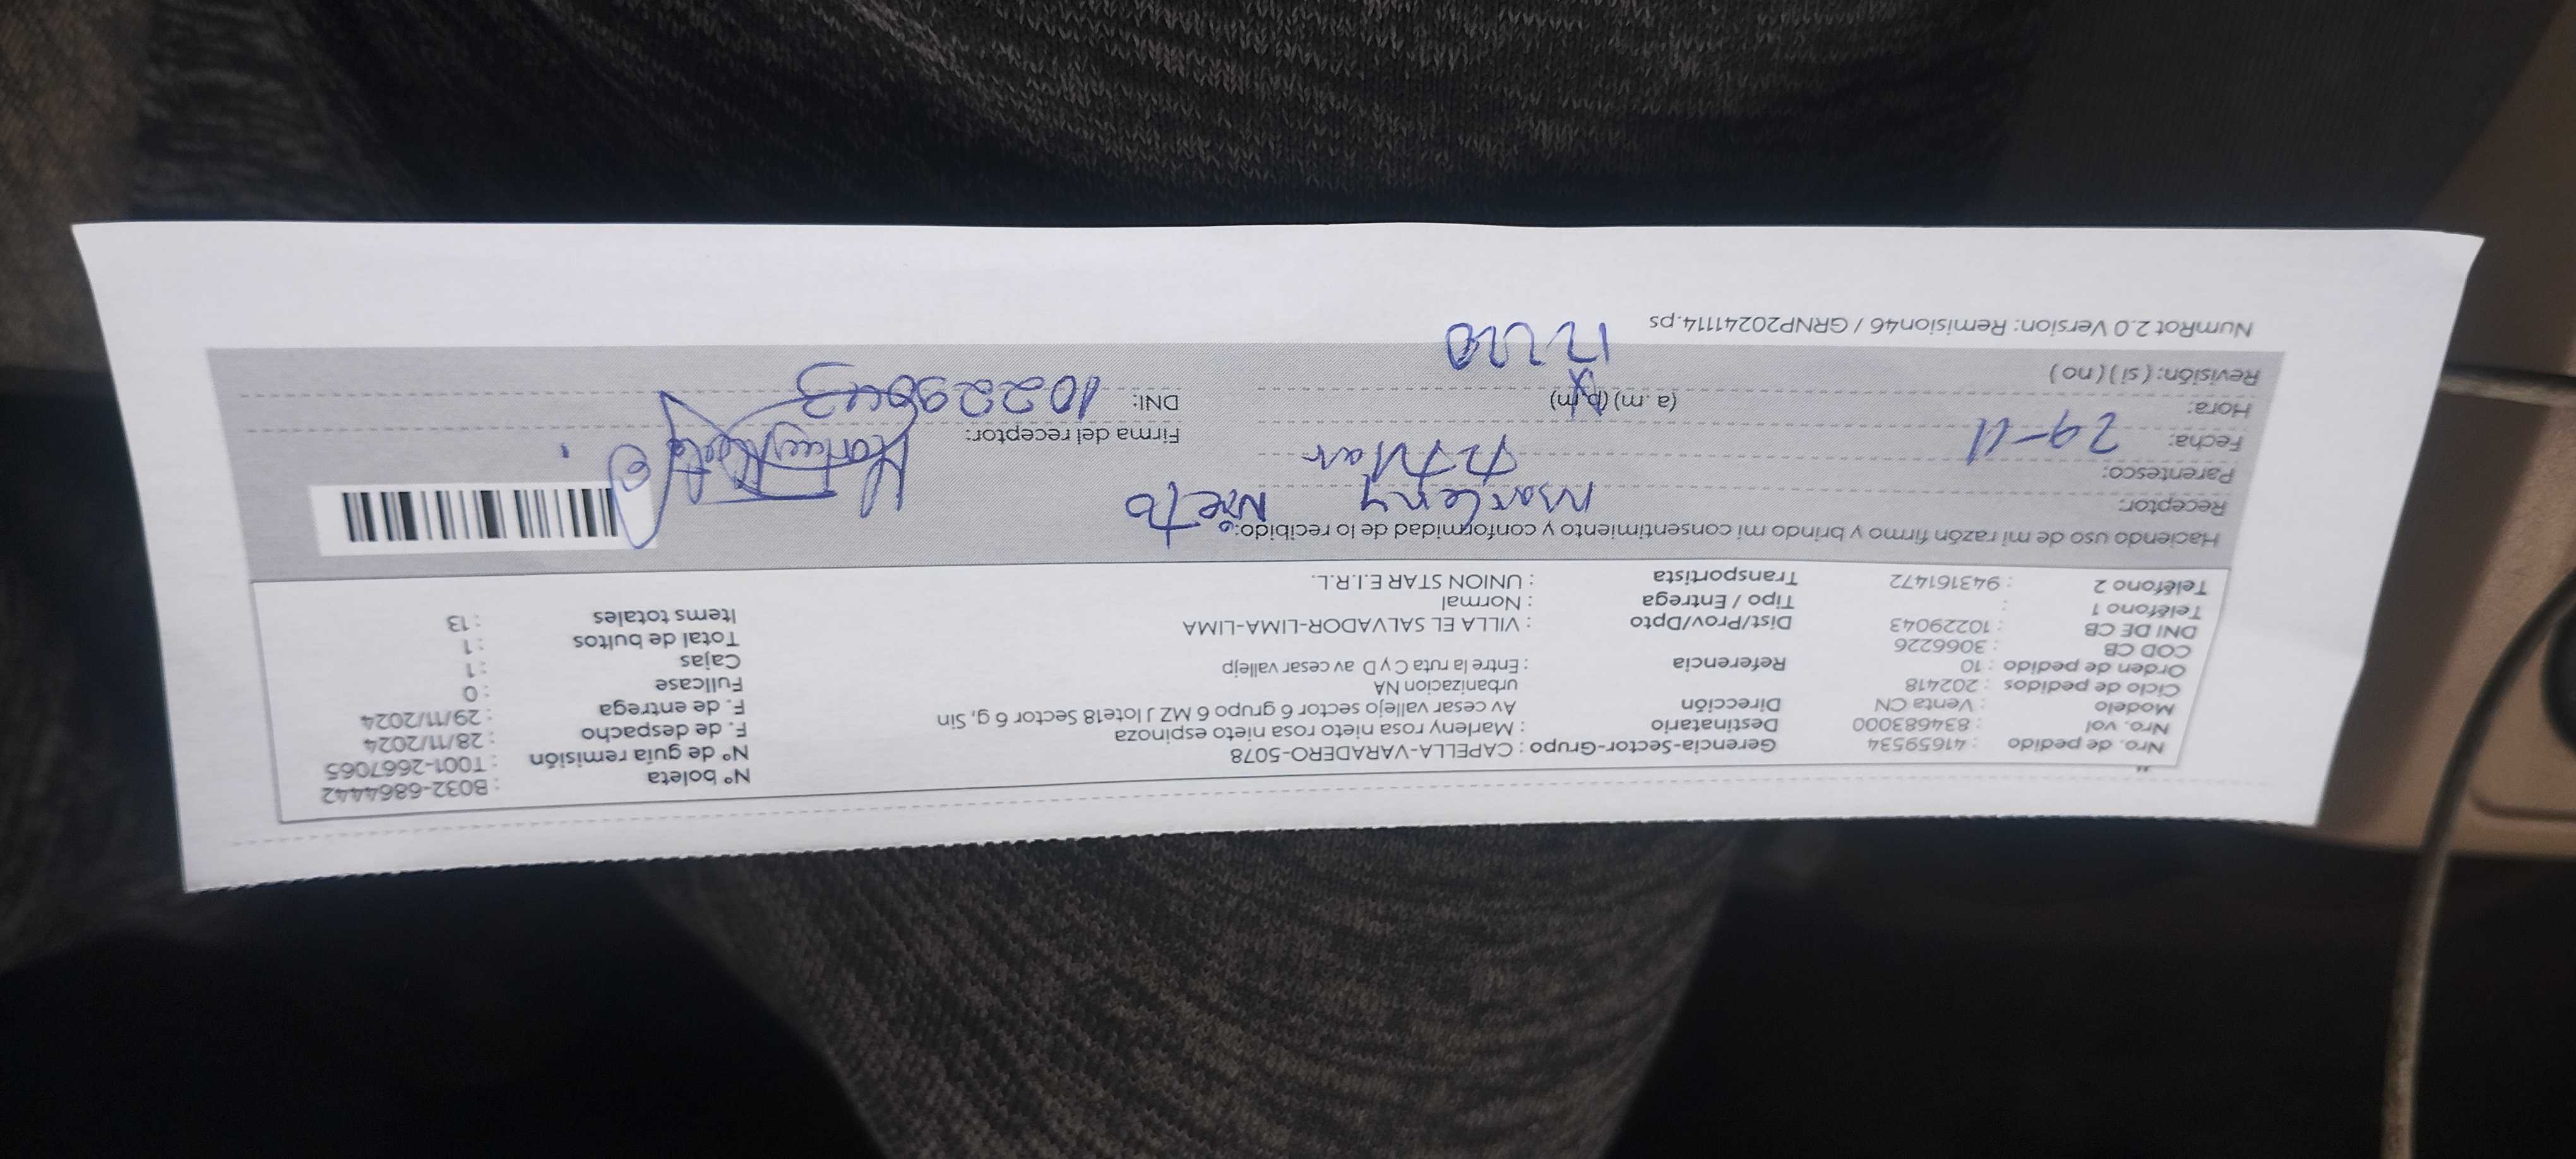 Nro. de pedido : 41659534 Gerencia-Sector-Grupo : CAPELLA-VARADERO-5078 N° boleta : B032-6864442
Nro. vol : 834683000 Destinatario : Marleny rosa nieto rosa nieto espinoza N° de guía remisión : T001-2667065
Modelo : Venta CN Dirección Av cesar vallejo sector 6 grupo 6 MZ J lote18 Sector 6 g, Sin, F. de despacho : 28/11/2024
Ciclo de pedidos : 202418 urbanizacion NA F. de entrega : 29/11/2024
Orden de pedido : 10 Referencia : Entre la ruta C y D av cesar vallejp Fullcase : 0
COD CB : 3066226 Cajas : 1
DNI DE CB : 10229043 Dist/Prov/Dpto : VILLA EL SALVADOR-LIMA-LIMA Total de bultos : 1
Teléfono 1 : Tipo / Entrega : Normal Items totales : 13
Teléfono 2 : 943161472 Transportista : UNION STAR E.I.R.L.
Haciendo uso de mi razón firmo y brindo mi consentimiento y conformidad de lo recibido:
Receptor: Marleny Nieto
Parentesco: Titular
Fecha: 29-11 Firma del receptor:
Hora: (a. m) (p.m) DNI: 10229043
Revisión: ( si ) ( no )
NumRot 2.0 Version: Remision46 / GRNP20241114.ps